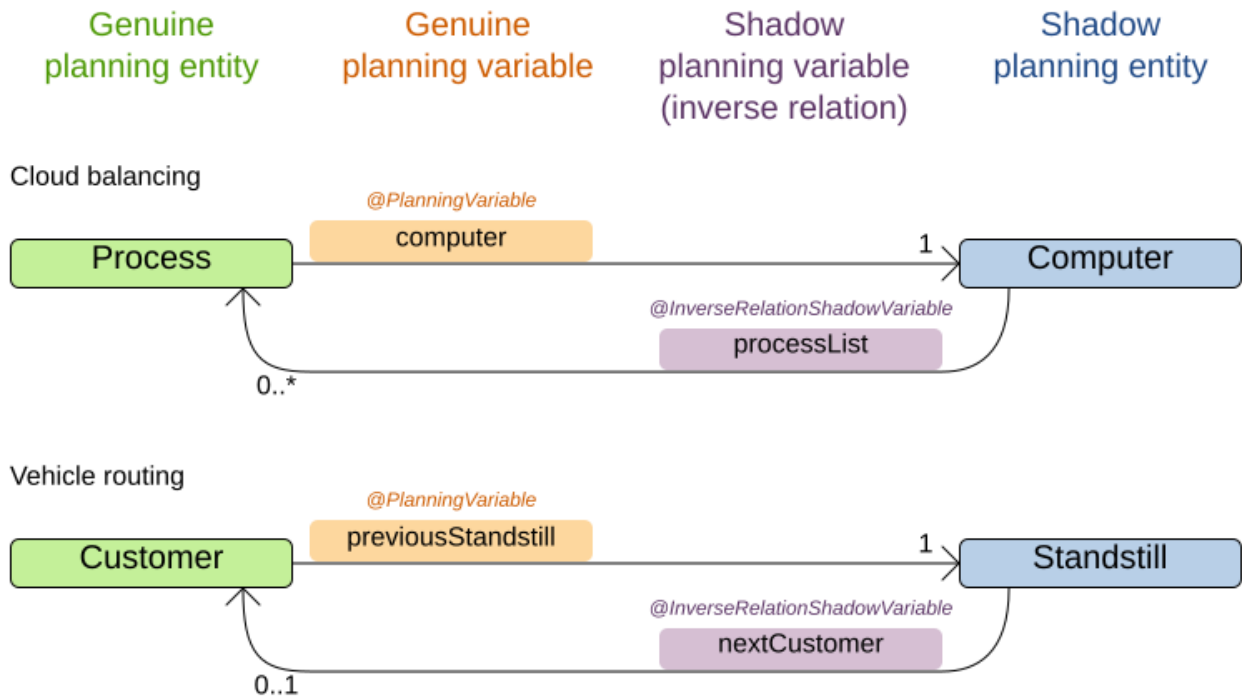 Genuine
planning entity
Genuine
planning variable
Shadow
planning variable
(inverse relation)
Shadow
planning entity
Cloud balancing
@PlanningVariable
computer
Process
1
Computer
@InverseRelationShadowVariable
processList
0..*
Vehicle routing
@PlanningVariable
previousStandstill
Customer
1
Standstill
@InverseRelationShadowVariable
nextCustomer
0..1